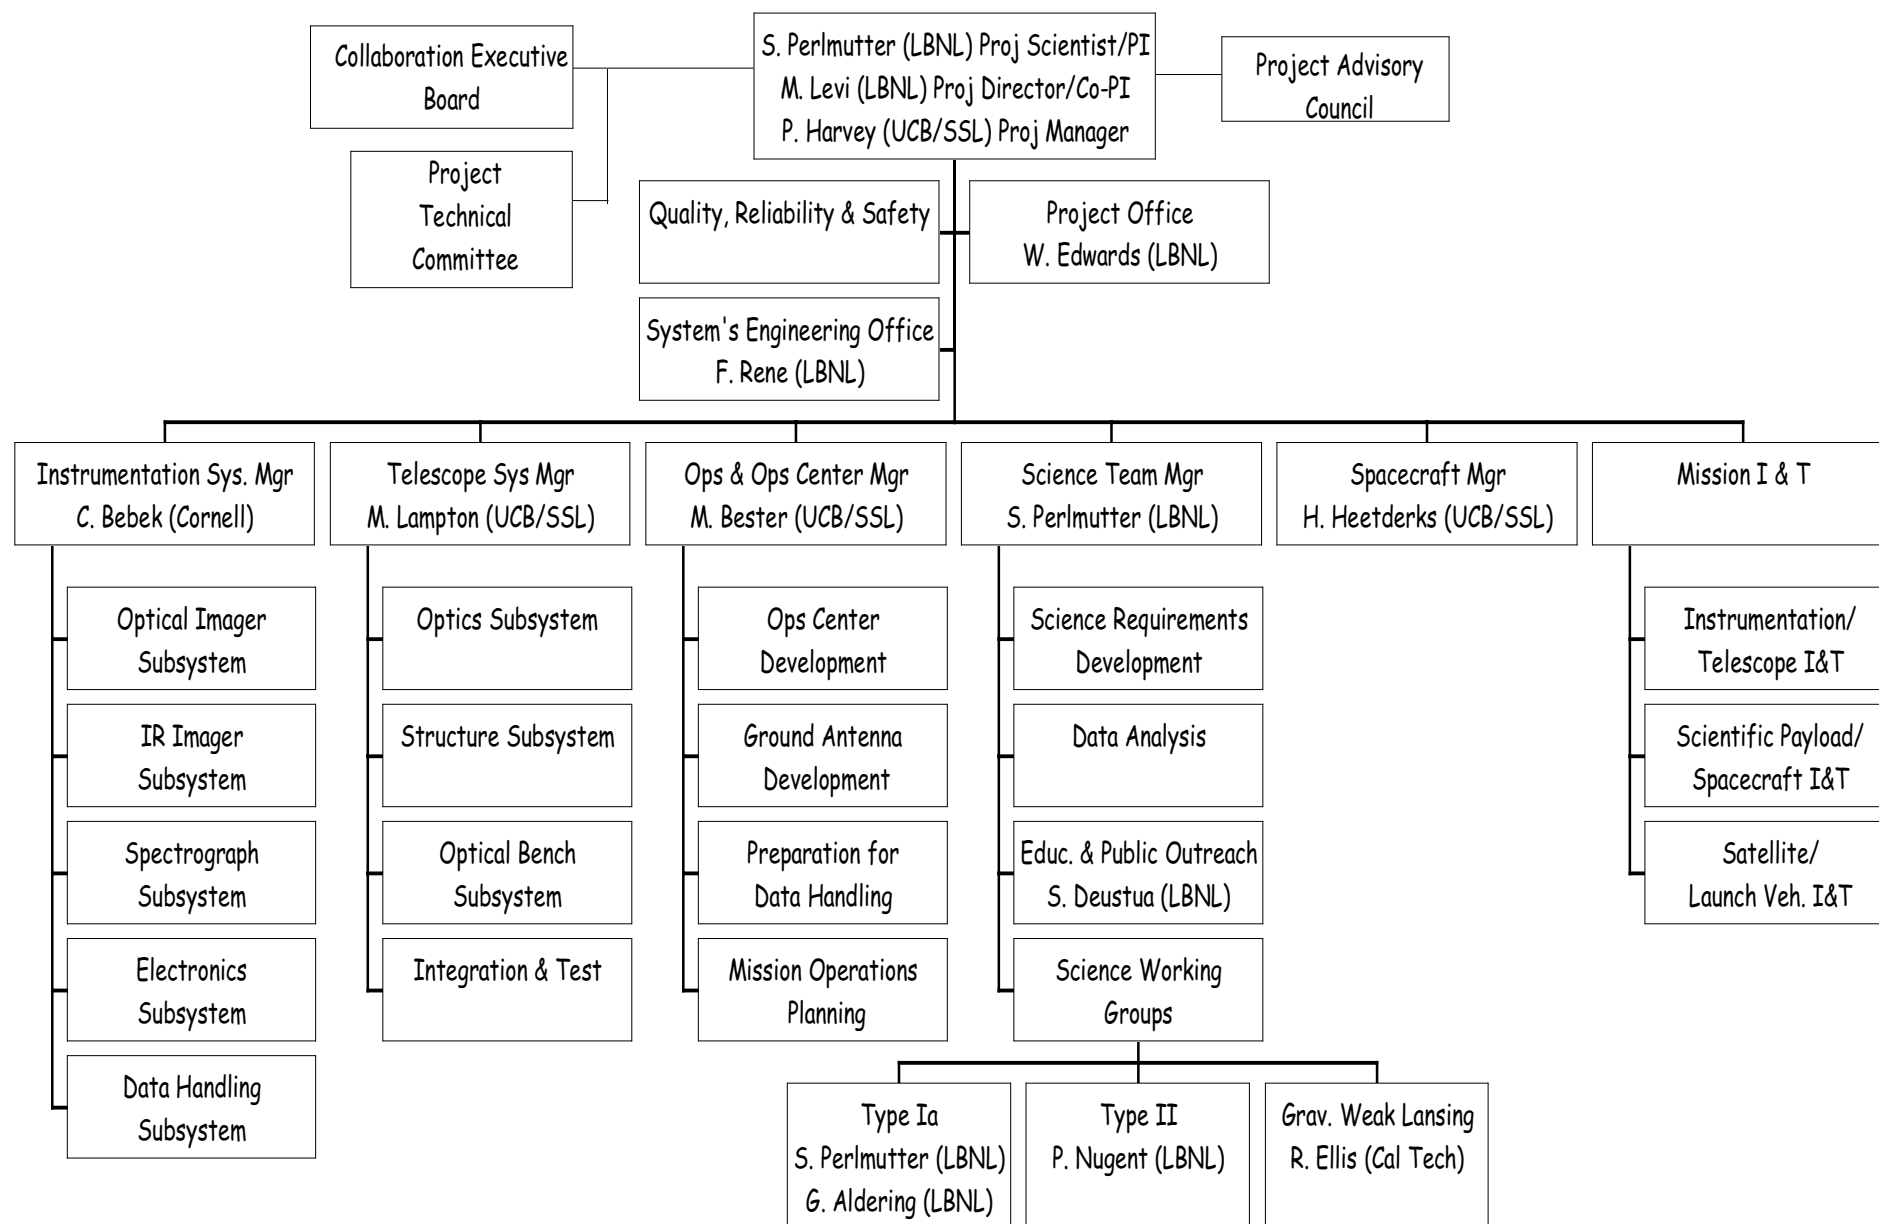 Collaboration Executive
Board
S. Perlmutter (LBNL) Proj Scientist/PI
M. Levi (LBNL) Proj Director/Co-PI
P. Harvey (UCB/SSL) Proj Manager
Project Advisory
Council
Project
Technical
Committee
Quality, Reliability & Safety
Project Office
W. Edwards (LBNL)
System's Engineering Office
F. Rene (LBNL)
Instrumentation Sys. Mgr
C. Bebek (Cornell)
Telescope Sys Mgr
M. Lampton (UCB/SSL)
Ops & Ops Center Mgr
M. Bester (UCB/SSL)
Science Team Mgr
S. Perlmutter (LBNL)
Spacecraft Mgr
H. Heetderks (UCB/SSL)
Mission I & T
Optical Imager
Subsystem
IR Imager
Subsystem
Spectrograph
Subsystem
Electronics
Subsystem
Data Handling
Subsystem
Optics Subsystem
Structure Subsystem
Optical Bench
Subsystem
Integration & Test
Ops Center
Development
Ground Antenna
Development
Preparation for
Data Handling
Mission Operations
Planning
Science Requirements
Development
Data Analysis
Educ. & Public Outreach
S. Deustua (LBNL)
Science Working
Groups
Type Ia
S. Perlmutter (LBNL)
G. Aldering (LBNL)
Type II
P. Nugent (LBNL)
Grav. Weak Lansing
R. Ellis (Cal Tech)
Instrumentation/
Telescope I&T
Scientific Payload/
Spacecraft I&T
Satellite/
Launch Veh. I&T